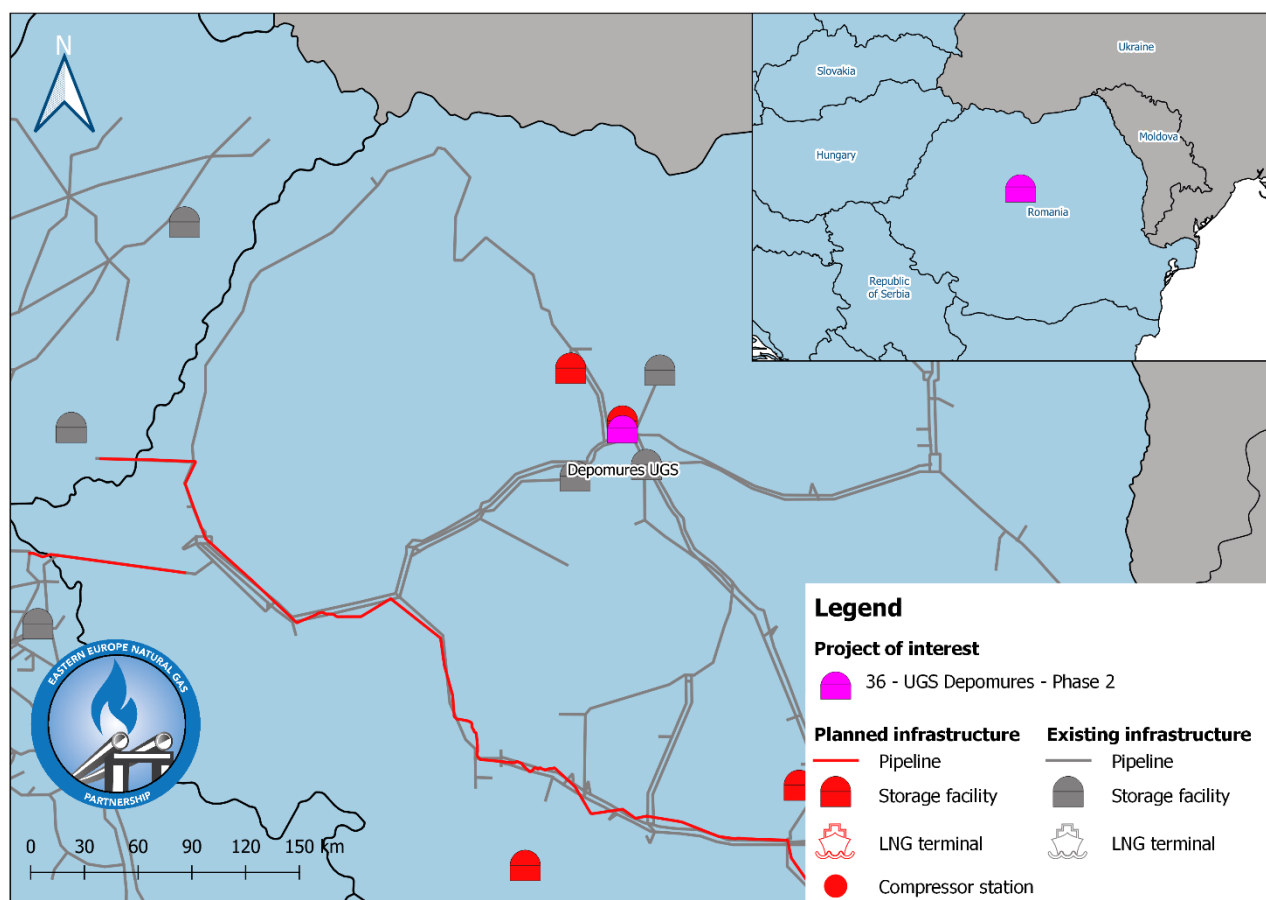 N
Slovakia
Ukraine
Hungary
Moldova
Romania
Republic
of Serbia
Depomures UGS
EASTERN EUROPE NATURAL GAS
PARTNERSHIP
0 30 60 90 120 150 km
Legend
Project of interest
36 - UGS Depomures - Phase 2
Planned infrastructure
Pipeline
Storage facility
LNG terminal
Compressor station
Existing infrastructure
Pipeline
Storage facility
LNG terminal